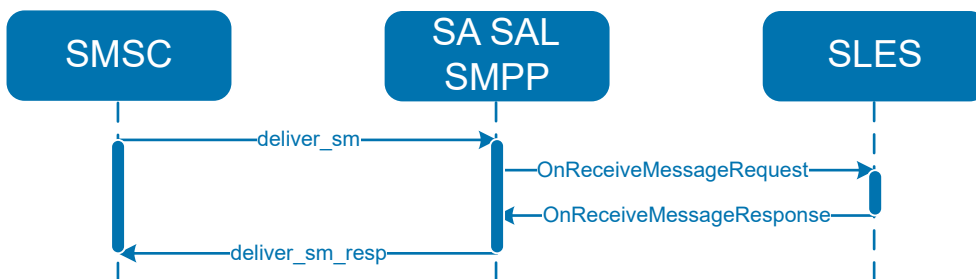 SMSC
SA SAL
SMPP
SLES
deliver_sm
OnReceiveMessageRequest
OnReceiveMessageResponse
deliver_sm_resp